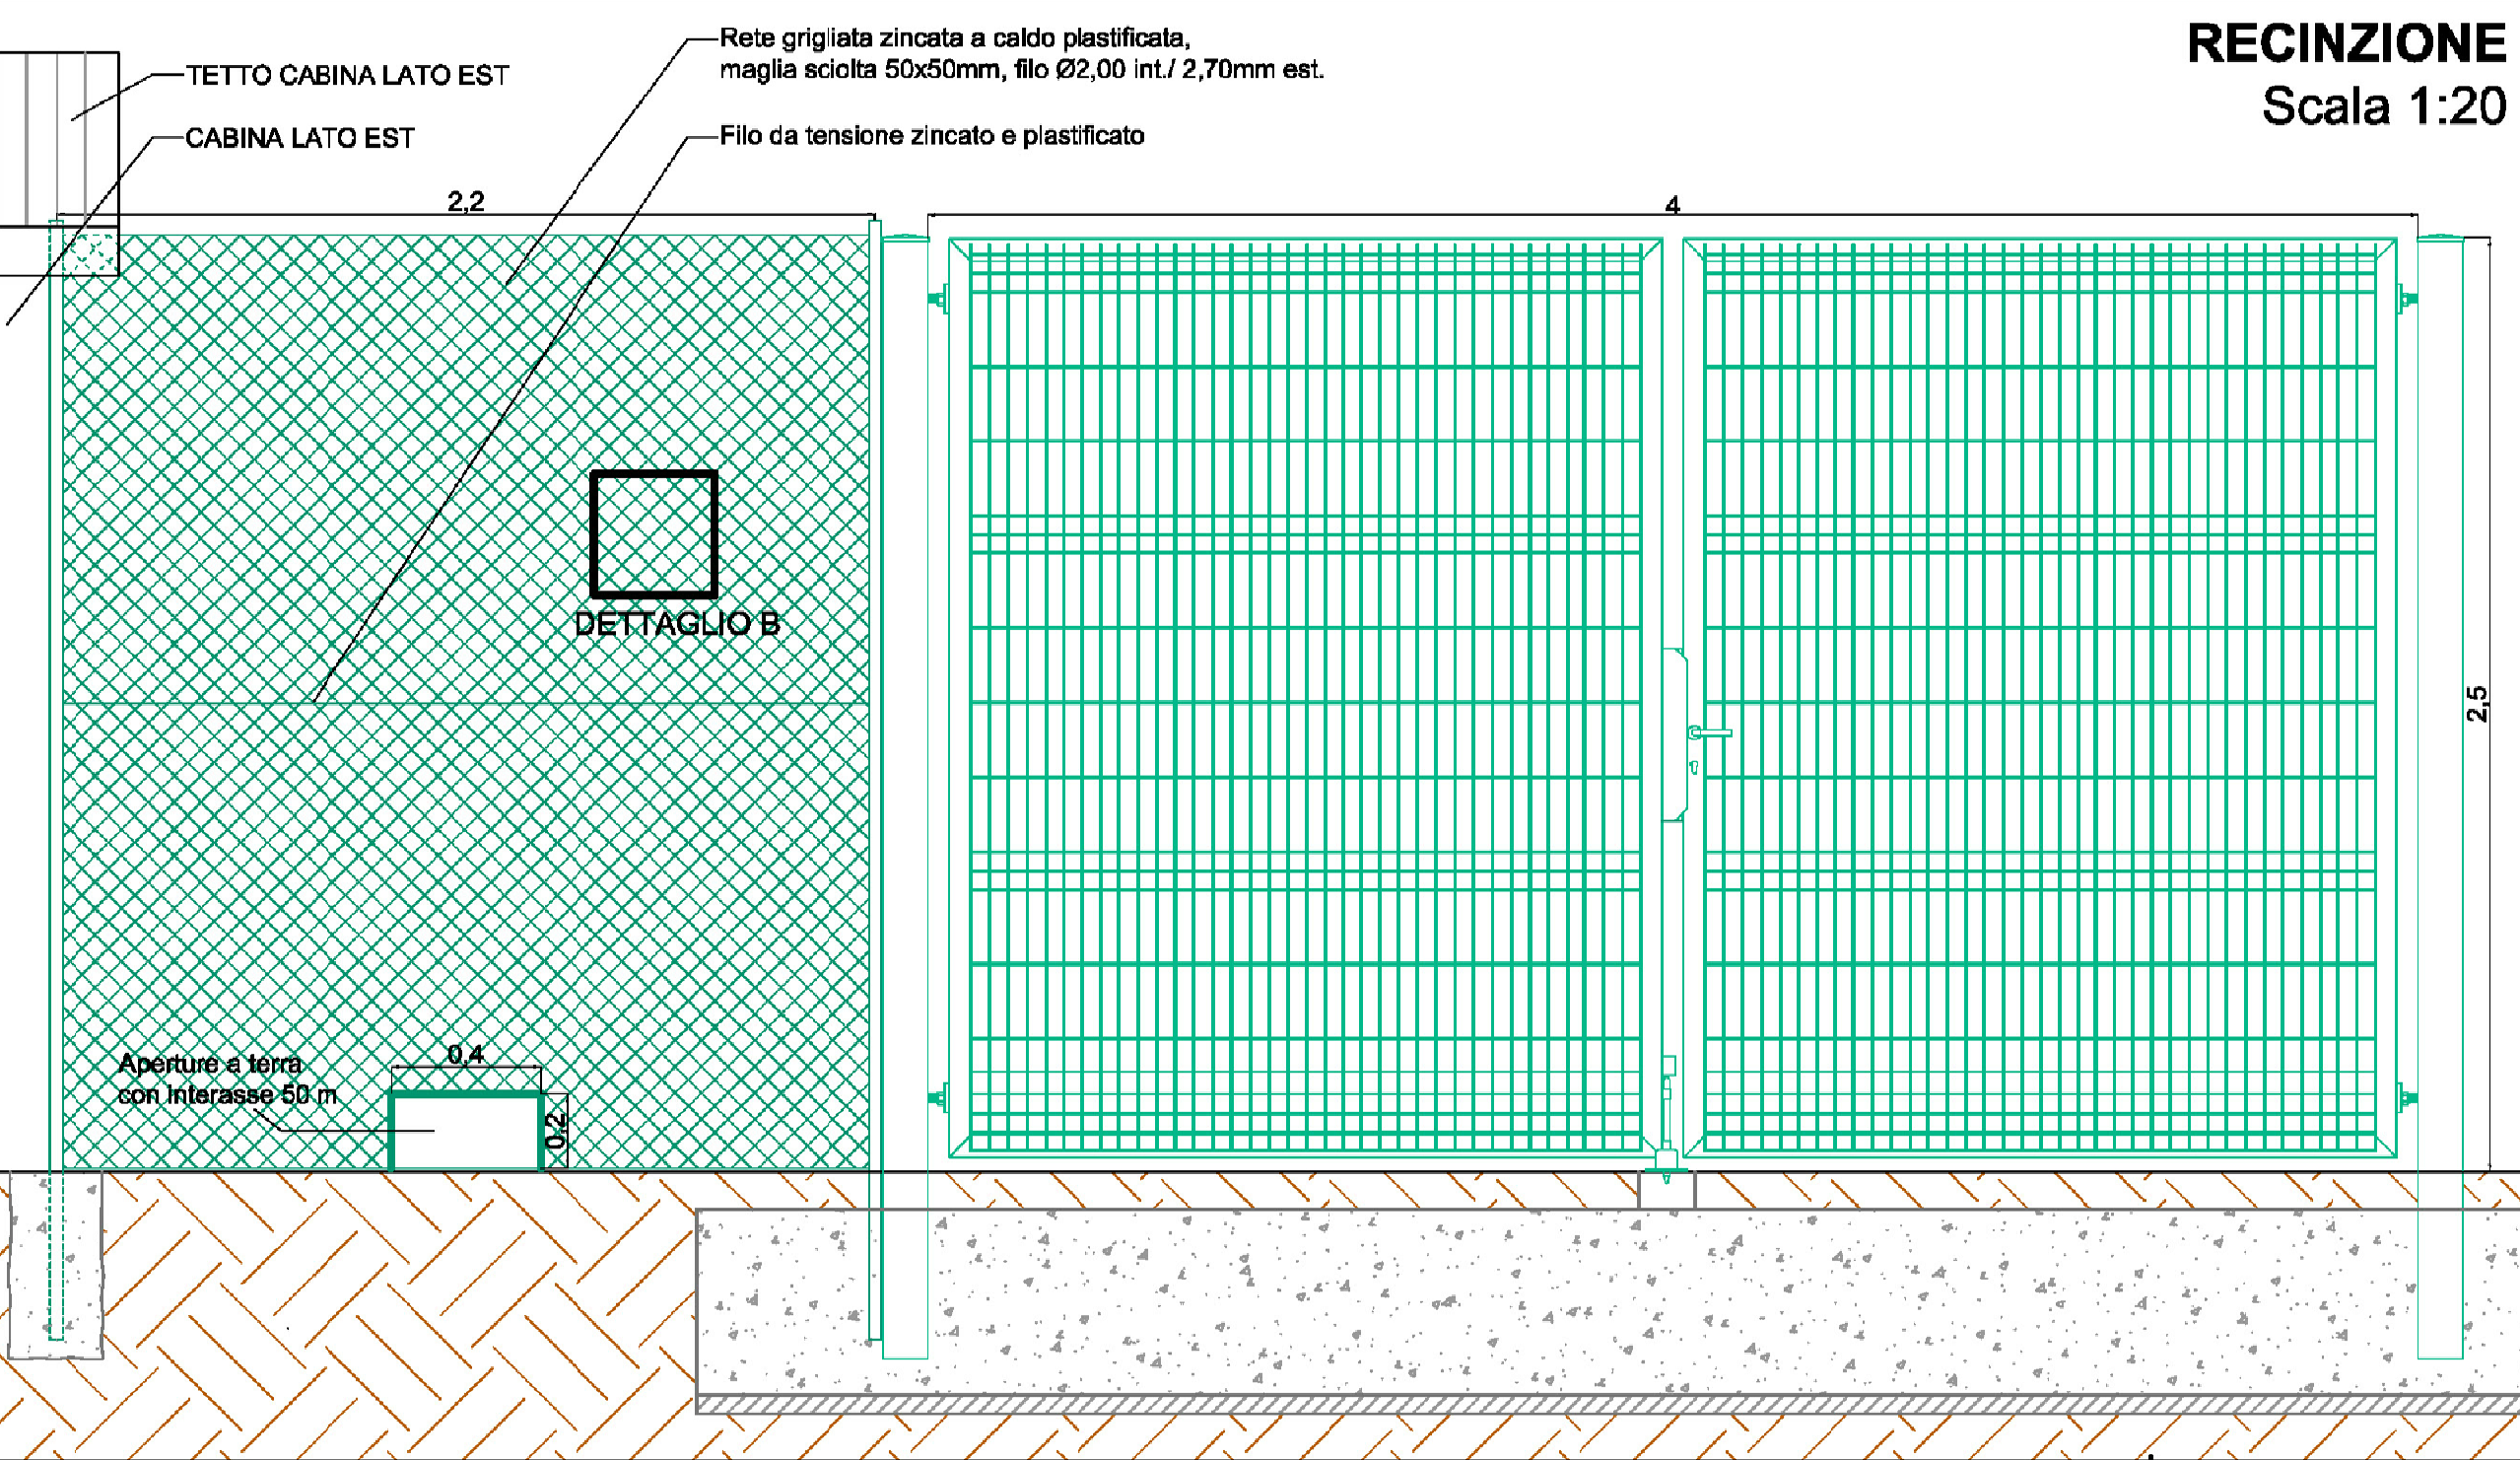 RECINZIONE
Scala 1:20
Rete grigliata zincata a caldo plastificata,
maglia sciolta 50x50mm, filo Ø2,00 int./ 2,70mm est.
TETTO CABINA LATO EST
CABINA LATO EST
Filo da tensione zincato e plastificato
2,2
4
DETTAGLIO B
2,5
Aperture a terra
con interasse 50 m
0,4
0,2